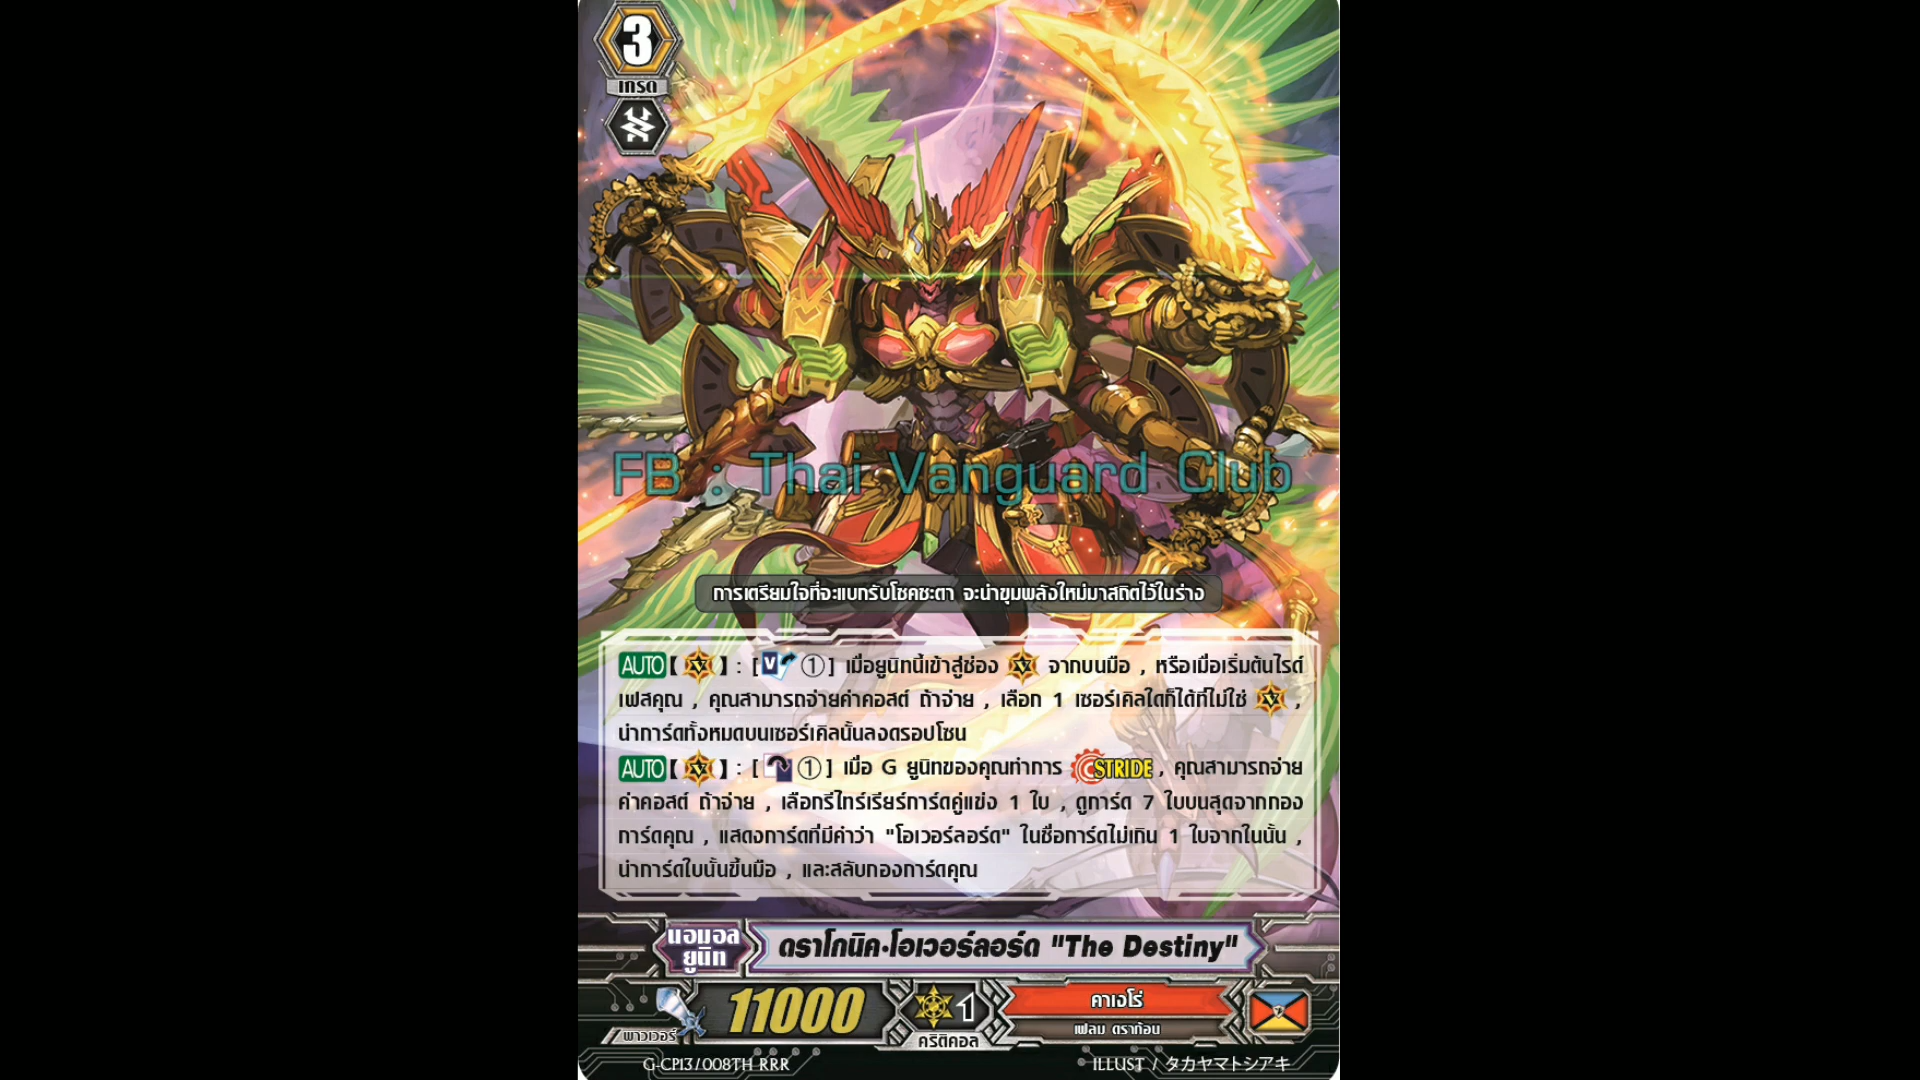 3
เกรด
FB : Thai Vanguard Club
การเตรียมใจที่จะแบกรับโชคชะตา จะนำขุมพลังใหม่มาสถิตไว้ในร่าง
AUTO【 V 】 : [ V ① ] เมื่อยูนิทนี้เข้าสู่ช่อง V จากบนมือ , หรือเมื่อเริ่มต้นไรด์
เฟสคุณ , คุณสามารถจ่ายค่าคอสต์ ถ้าจ่าย , เลือก 1 เซอร์เคิลใดก็ได้ที่ไม่ใช่ V ,
นำการ์ดทั้งหมดบนเซอร์เคิลนั้นลงดรอปโซน
AUTO【 V 】 : [ ① ] เมื่อ G ยูนิทของคุณทำการ STRIDE , คุณสามารถจ่าย
ค่าคอสต์ ถ้าจ่าย , เลือกรีไทร์เรียร์การ์ดคู่แข่ง 1 ใบ , ดูการ์ด 7 ใบบนสุดจากกอง
การ์ดคุณ , แสดงการ์ดที่มีคำว่า "โอเวอร์ลอร์ด" ในชื่อการ์ดไม่เกิน 1 ใบจากในนั้น ,
นำการ์ดใบนั้นขึ้นมือ , และสลับกองการ์ดคุณ
นอมอล
ยูนิท
ดราโกนิค·โอเวอร์ลอร์ด "The Destiny"
พาวเวอร์
11000
1
คริติคอล
คาเงโร่
เฟลม ดราก้อน
G-CP13/008TH RRR
ILLUST / タカヤマトシアキ